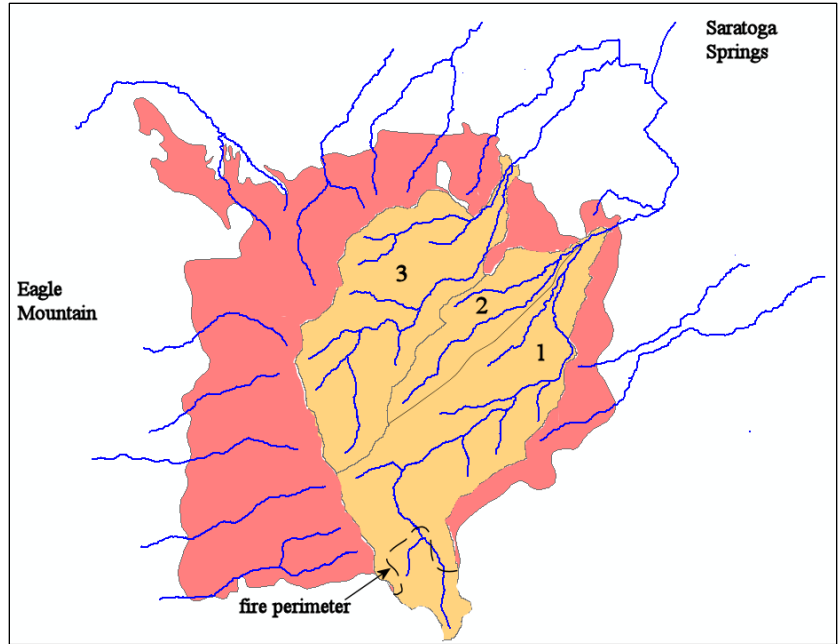 Saratoga
Springs
Eagle
Mountain
3
2
1
fire perimeter